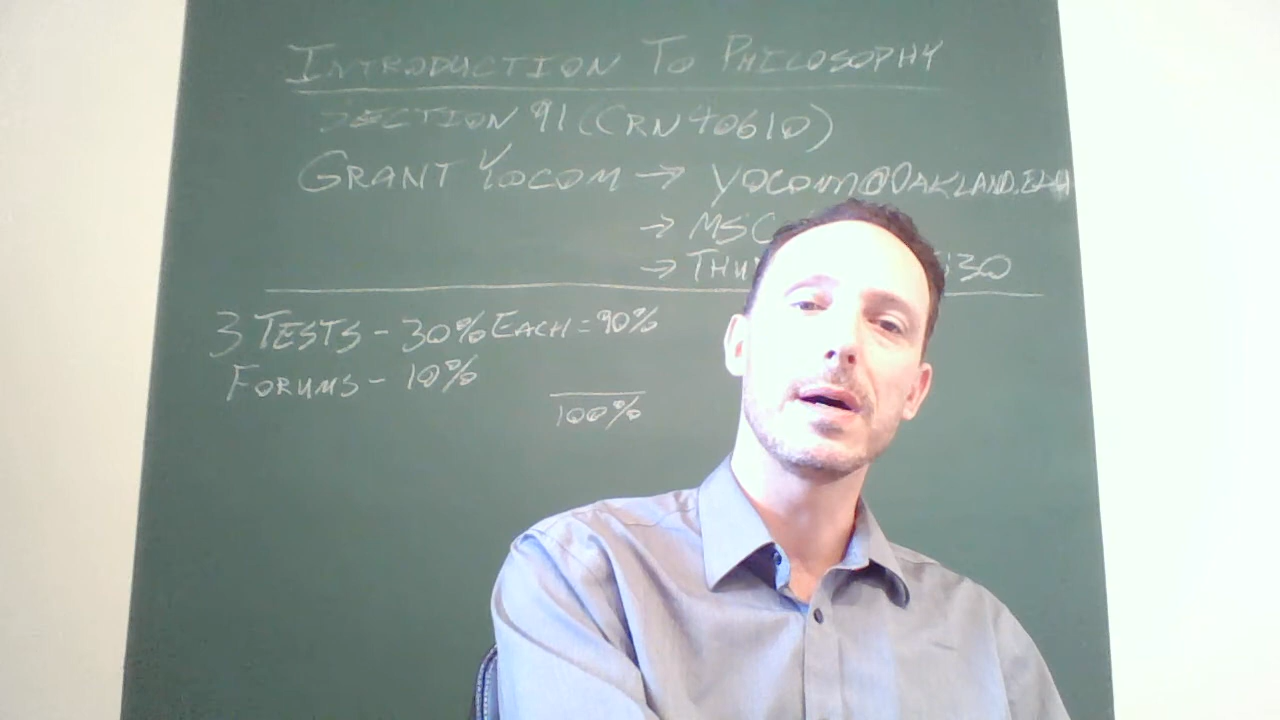 INTRODUCTION TO PHILOSOPHY
SECTION 91 (CRN 40610)
GRANT YOCOM → YOCOM@OAKLAND.EDU
→ MSC
→ :30
3 TESTS - 30% EACH = 90%
FORUMS - 10%
100%